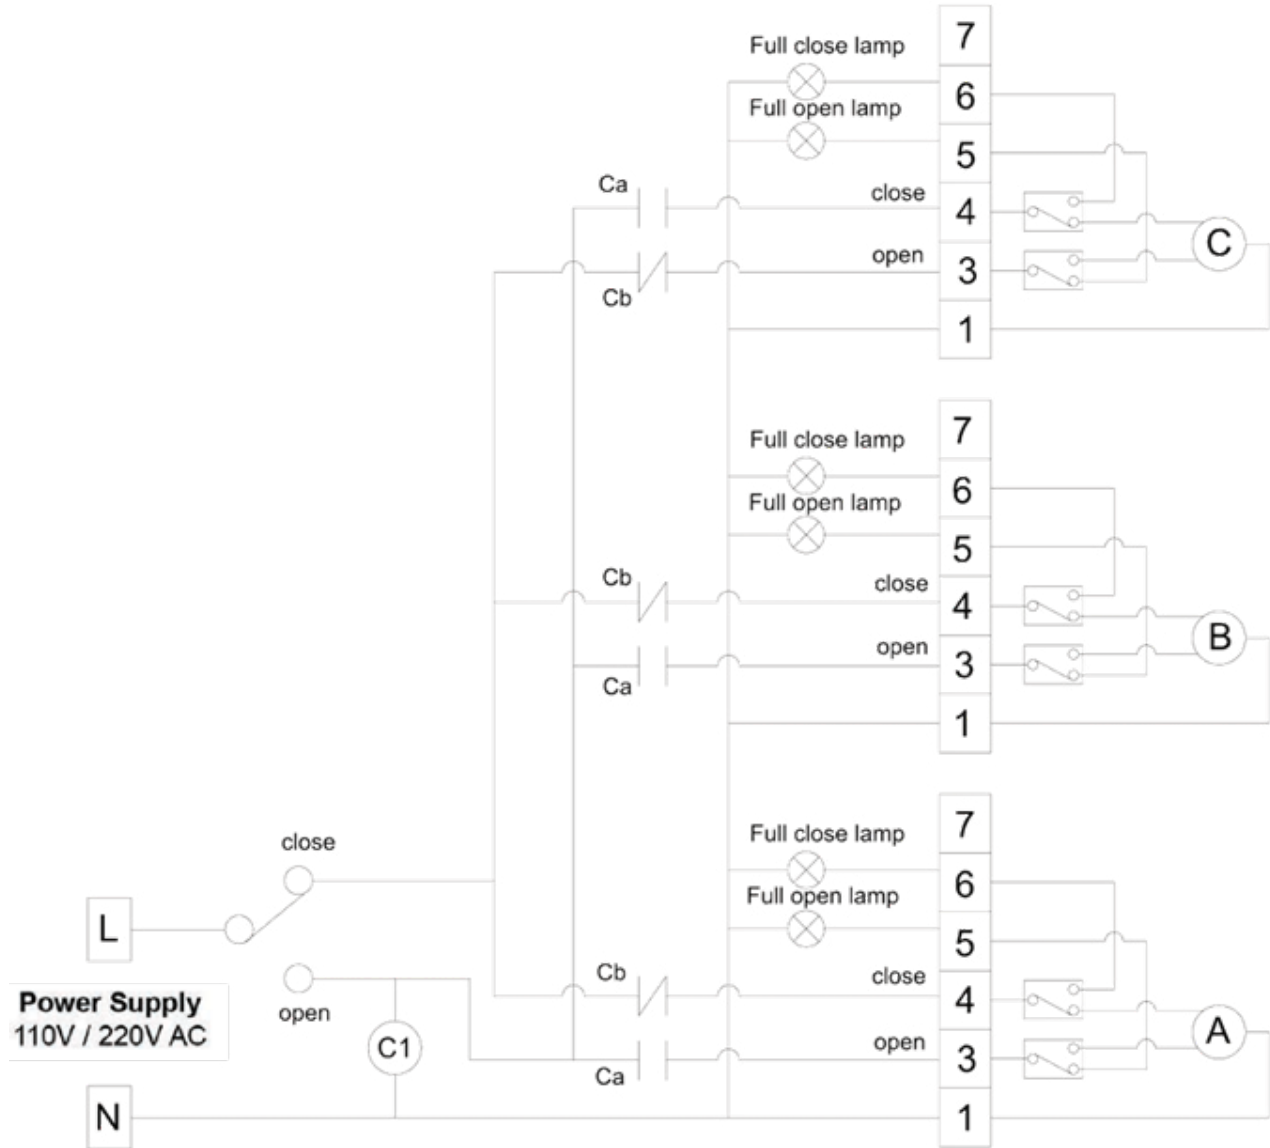 Full close lamp
7
6
Full open lamp
5
Ca
close
4
C
open
3
Cb
1
Full close lamp
7
6
Full open lamp
5
Cb
close
4
B
open
3
Ca
1
Full close lamp
7
close
6
Full open lamp
5
L
Cb
close
4
Power Supply
open
A
110V / 220V AC
C1
open
3
Ca
N
1